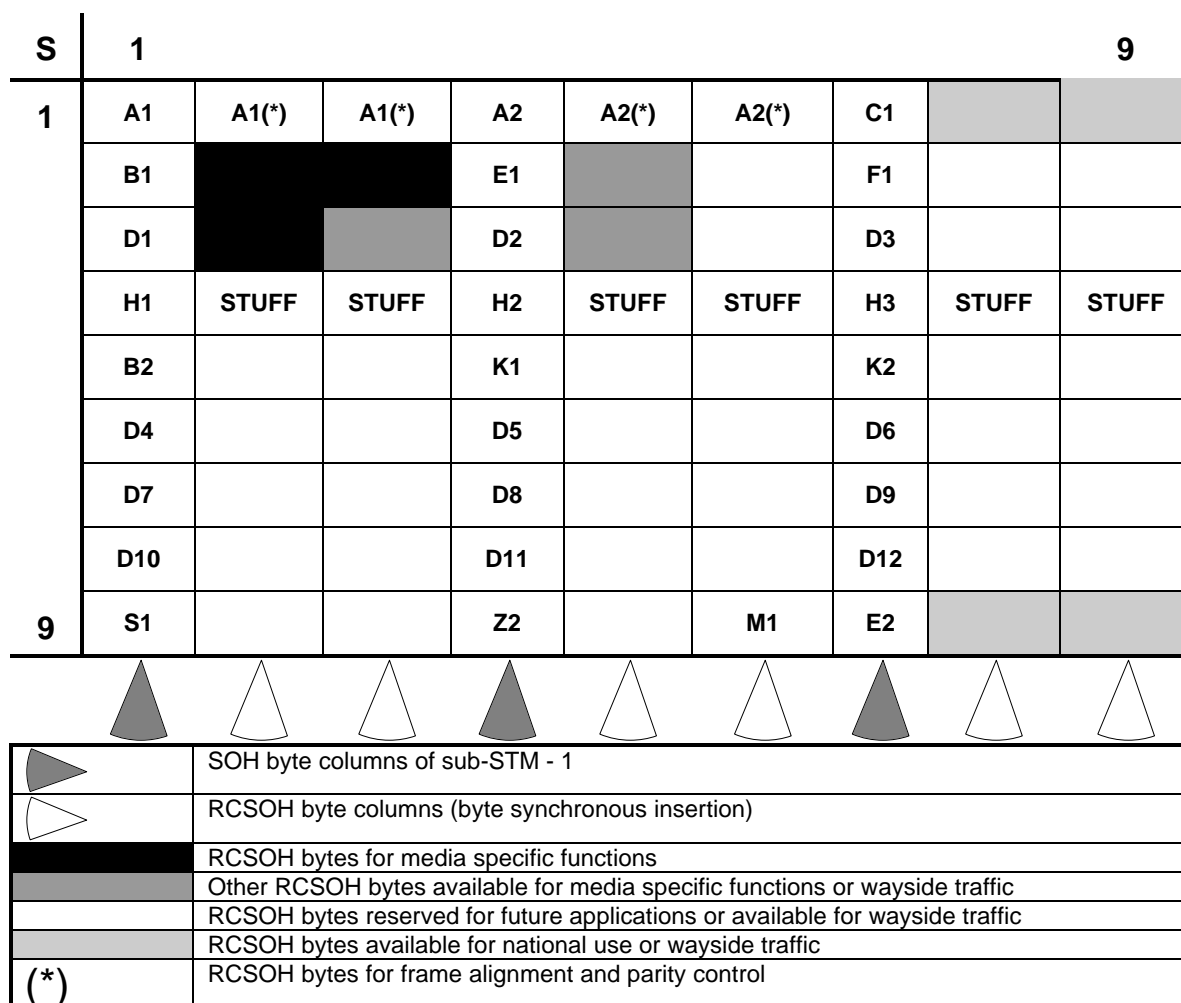 S 1 9
1 A1 A1(*) A1(*) A2 A2(*) A2(*) C1
B1 E1 F1
D1 D2 D3
H1 STUFF STUFF H2 STUFF STUFF H3 STUFF STUFF
B2 K1 K2
D4 D5 D6
D7 D8 D9
D10 D11 D12
9 S1 Z2 M1 E2
SOH byte columns of sub-STM - 1
RCSOH byte columns (byte synchronous insertion)
RCSOH bytes for media specific functions
Other RCSOH bytes available for media specific functions or wayside traffic
RCSOH bytes reserved for future applications or available for wayside traffic
RCSOH bytes available for national use or wayside traffic
(*) RCSOH bytes for frame alignment and parity control